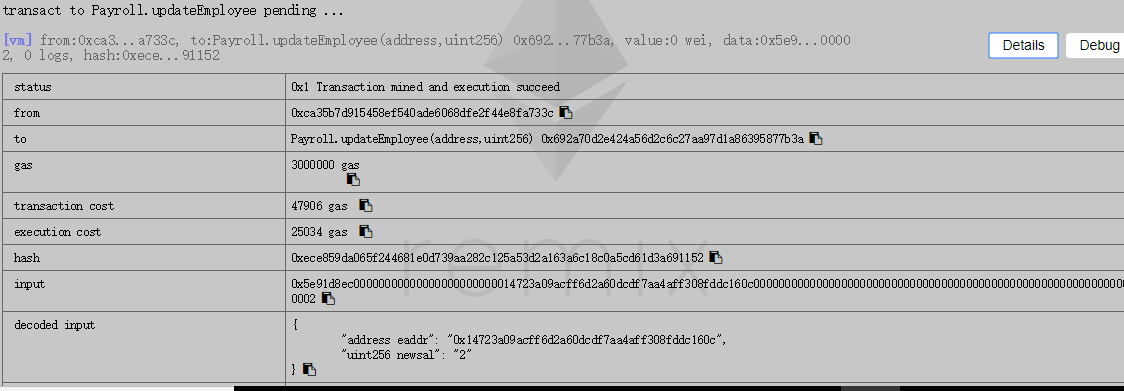 transact to Payroll.updateEmployee pending ...
[vm] from:0xca3...a733c, to:Payroll.updateEmployee(address,uint256) 0x692...77b3a, value:0 wei, data:0x5e9...0000
2, 0 logs, hash:0xece...91152
Details
Debug
status 0x1 Transaction mined and execution succeed
from 0xca35b7d915458ef540ade6068dfe2f44e8fa733c
to Payroll.updateEmployee(address,uint256) 0x692a70d2e424a56d2c6c27aa97d1a86395877b3a
gas 3000000 gas
transaction cost 47906 gas
execution cost 25034 gas
hash 0xece859da065f244681e0d739aa282c125a53d2a163a6c18c0a5cd61d3a691152
input
0002
decoded input {
"address eaddr": "0x14723a09acff6d2a60dcdf7aa4aff308fddc160c",
"uint256 newsal": "2"
}
remix